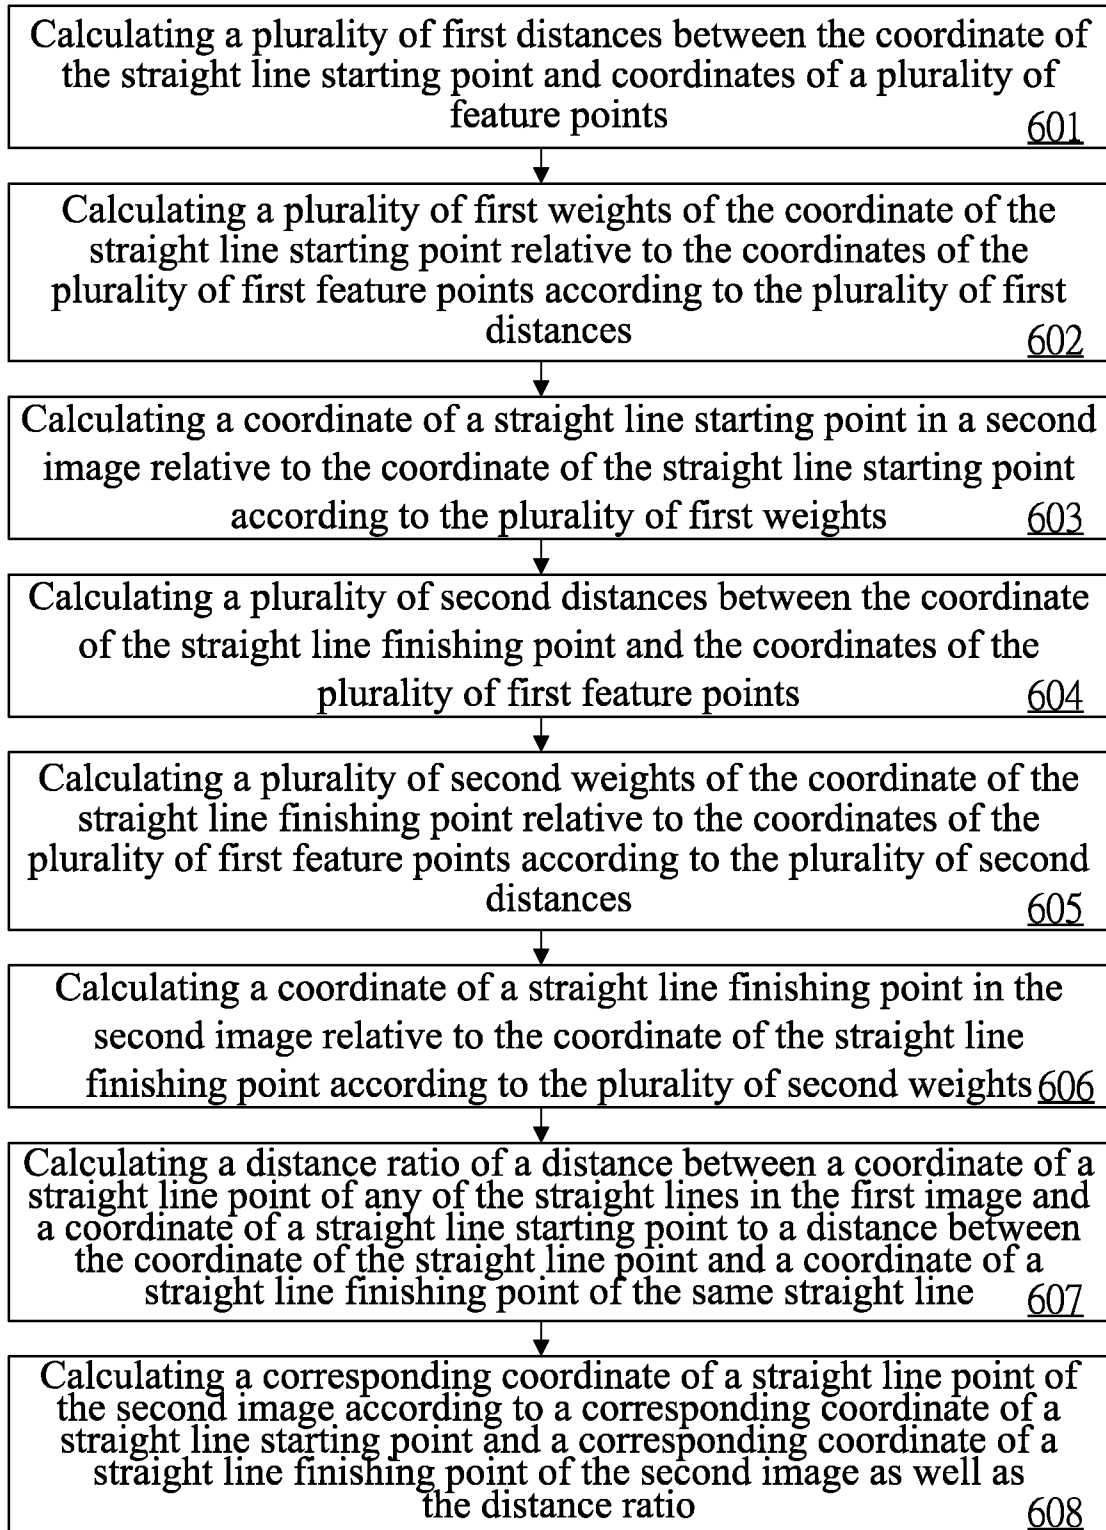 Calculating a plurality of first distances between the coordinate of
the straight line starting point and coordinates of a plurality of
feature points
601
Calculating a plurality of first weights of the coordinate of the
straight line starting point relative to the coordinates of the
plurality of first feature points according to the plurality of first
distances
602
Calculating a coordinate of a straight line starting point in a second
image relative to the coordinate of the straight line starting point
according to the plurality of first weights
603
Calculating a plurality of second distances between the coordinate
of the straight line finishing point and the coordinates of the
plurality of first feature points
604
Calculating a plurality of second weights of the coordinate of the
straight line finishing point relative to the coordinates of the
plurality of first feature points according to the plurality of second
distances
605
Calculating a coordinate of a straight line finishing point in the
second image relative to the coordinate of the straight line
finishing point according to the plurality of second weights 606
Calculating a distance ratio of a distance between a coordinate of a
straight line point of any of the straight lines in the first image and
a coordinate of a straight line starting point to a distance between
the coordinate of the straight line point and a coordinate of a
straight line finishing point of the same straight line
607
Calculating a corresponding coordinate of a straight line point of
the second image according to a corresponding coordinate of a
straight line starting point and a corresponding coordinate of a
straight line finishing point of the second image as well as
the distance ratio
608